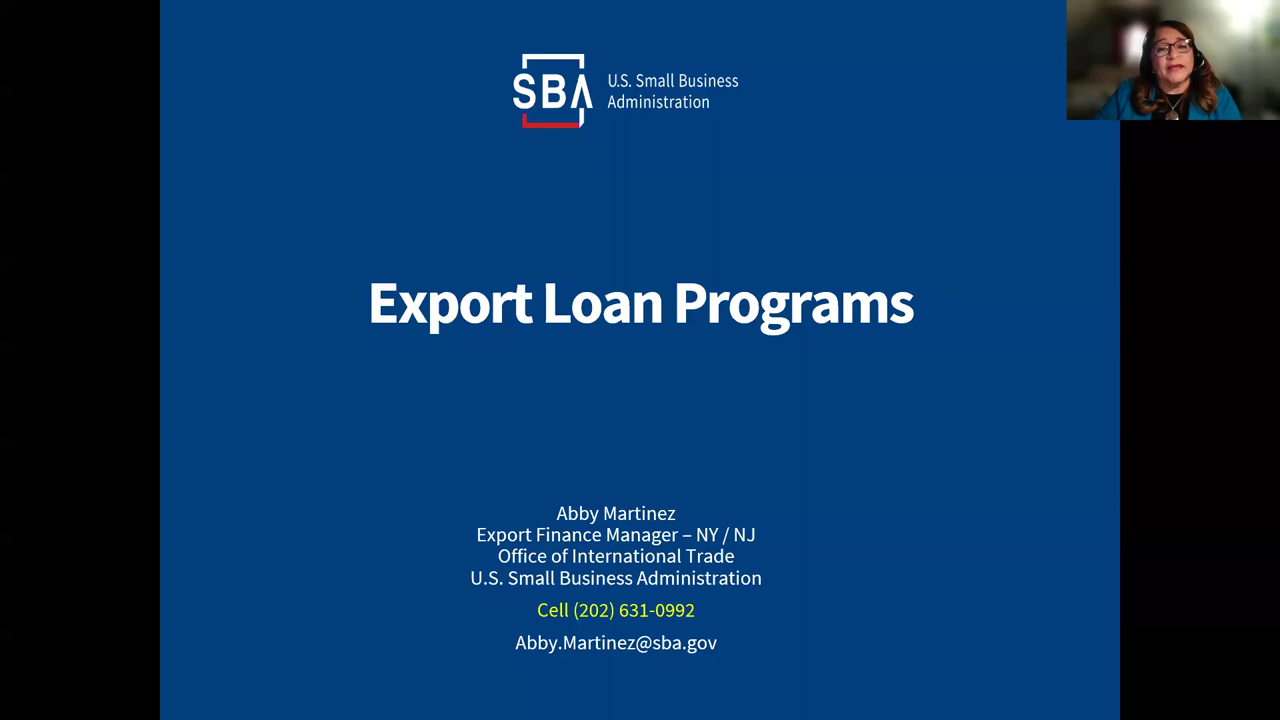 SBA
U.S. Small Business
Administration
Export Loan Programs
Abby Martinez
Export Finance Manager – NY / NJ
Office of International Trade
U.S. Small Business Administration
Cell (202) 631-0992
Abby.Martinez@sba.gov